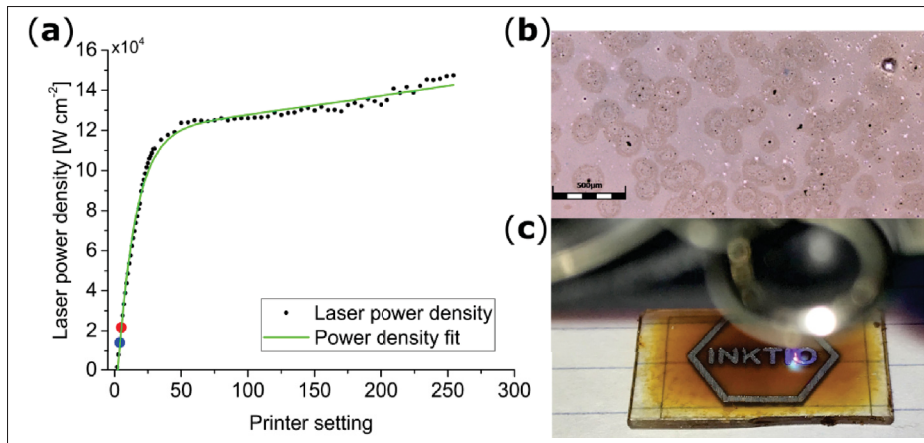 (a)
×10⁴
16
14
12
10
8
6
4
2
0
Laser power density [W cm⁻²]
Laser power density
Power density fit
0 50 100 150 200 250 300
Printer setting
(b)
500µm
(c)
INKTIO